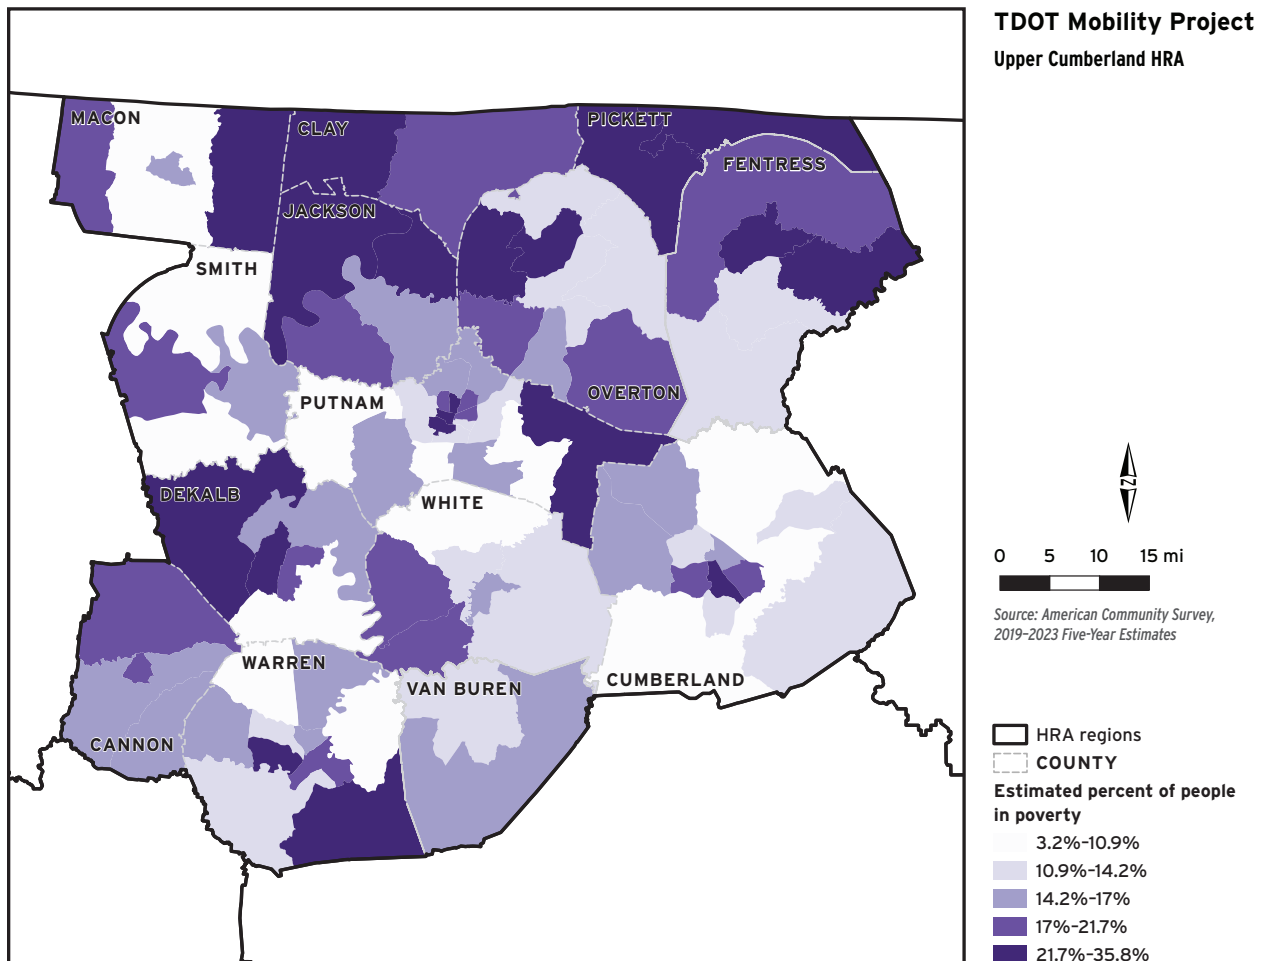 TDOT Mobility Project
Upper Cumberland HRA
MACON
CLAY
PICKETT
FENTRESS
JACKSON
SMITH
OVERTON
PUTNAM
DEKALB
WHITE
WARREN
VAN BUREN
CUMBERLAND
CANNON
N
0 5 10 15 mi
Source: American Community Survey,
2019–2023 Five-Year Estimates
HRA regions
COUNTY
Estimated percent of people
in poverty
3.2%–10.9%
10.9%–14.2%
14.2%–17%
17%–21.7%
21.7%–35.8%